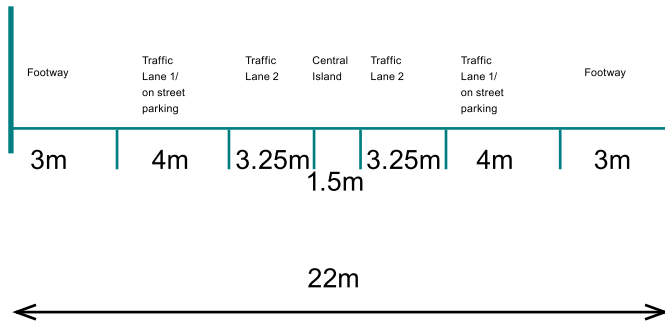 Footway
Traffic
Lane 1/
on street
parking
Traffic
Lane 2
Central
Island
Traffic
Lane 2
Traffic
Lane 1/
on street
parking
Footway
3m
4m
3.25m
1.5m
3.25m
4m
3m
22m